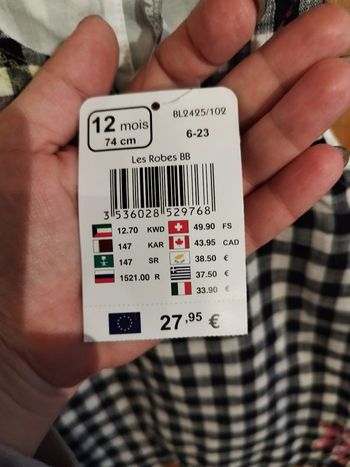 12 mois
74 cm
BL2425/102
6-23
Les Robes BB
3 536028 529768
12.70 KWD
49.90 FS
147 KAR
43.95 CAD
147 SR
38.50 €
1521.00 R
37.50 €
33.90 €
27,95 €